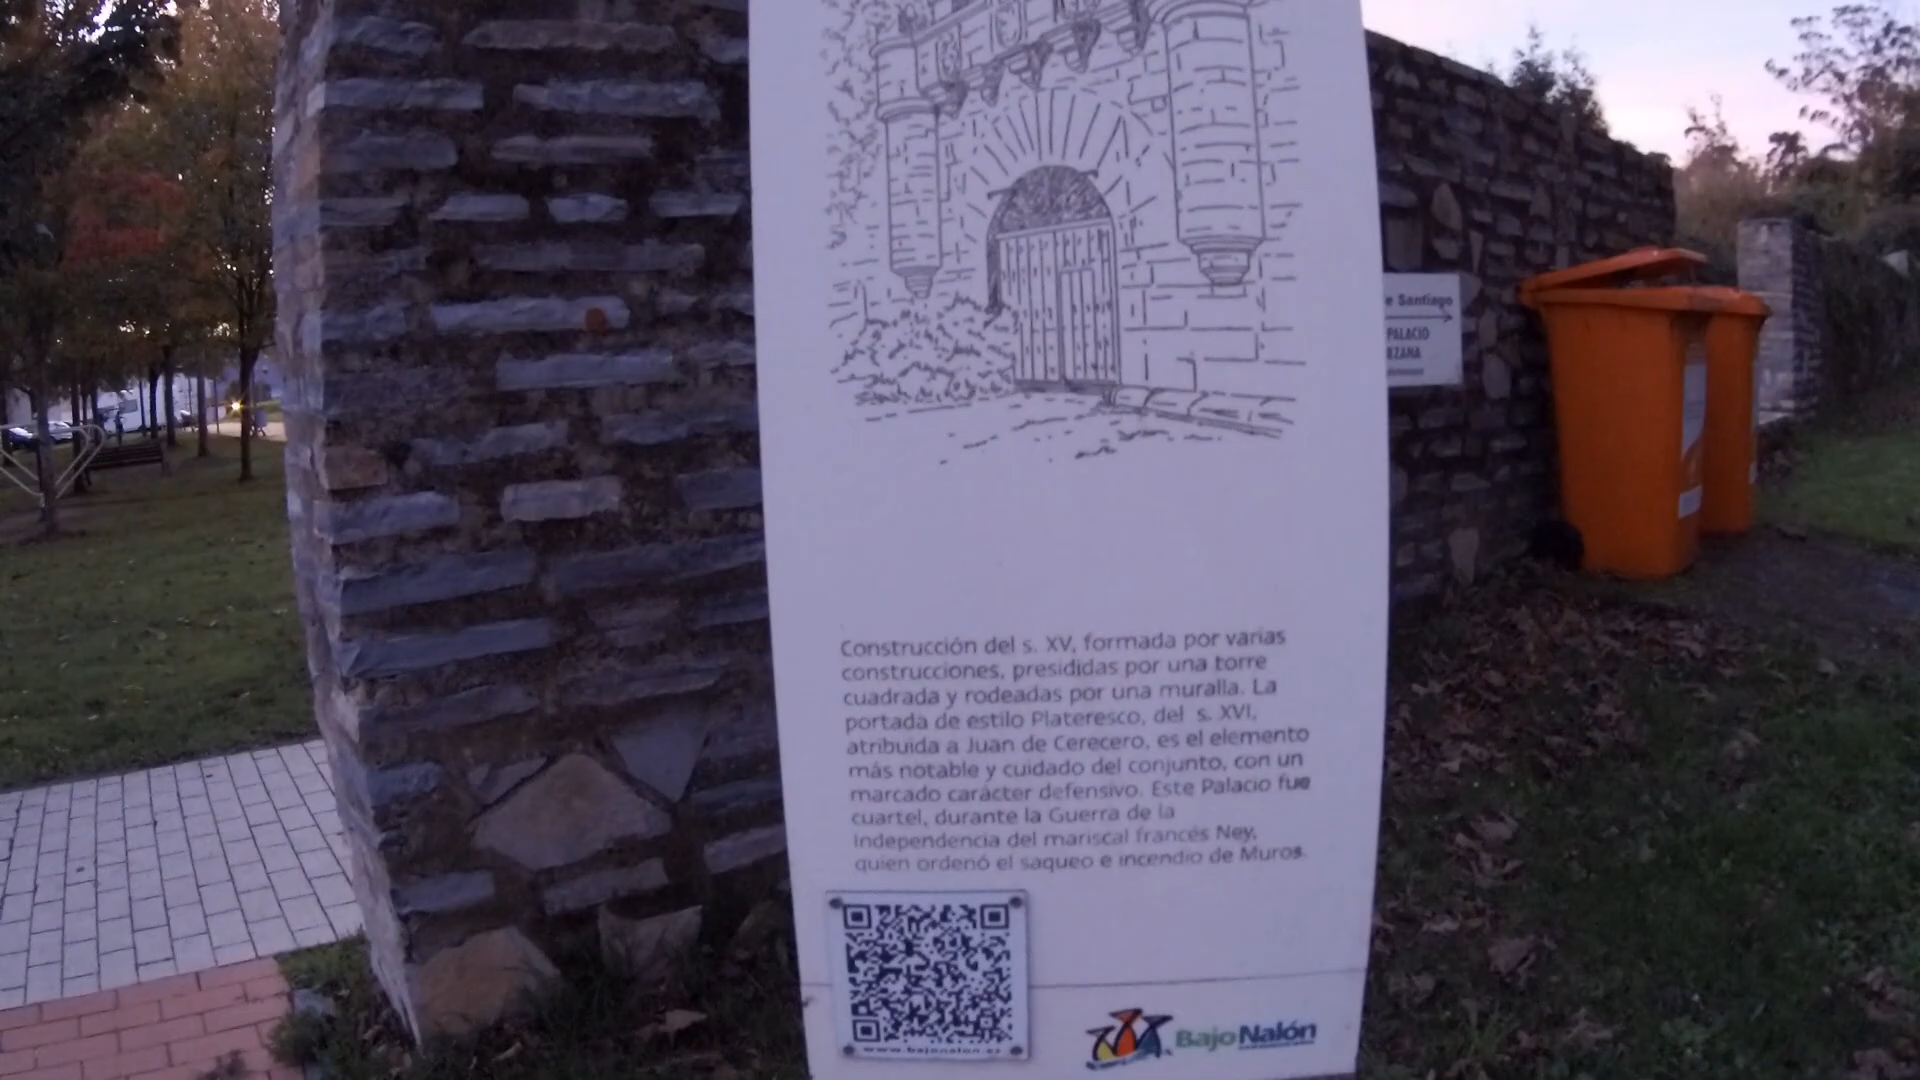 e Santiago
PALACIO
Construcción del s. XV, formada por varias
construcciones, presididas por una torre
cuadrada y rodeadas por una muralla. La
portada de estilo Plateresco, del s. XVI,
atribuida a Juan de Cerecero, es el elemento
más notable y cuidado del conjunto, con un
marcado carácter defensivo. Este Palacio fue
cuartel, durante la Guerra de la
Independencia del mariscal francés Ney,
quien ordenó el saqueo e incendio de Muros.
www.bajonalon.es
BajoNalón